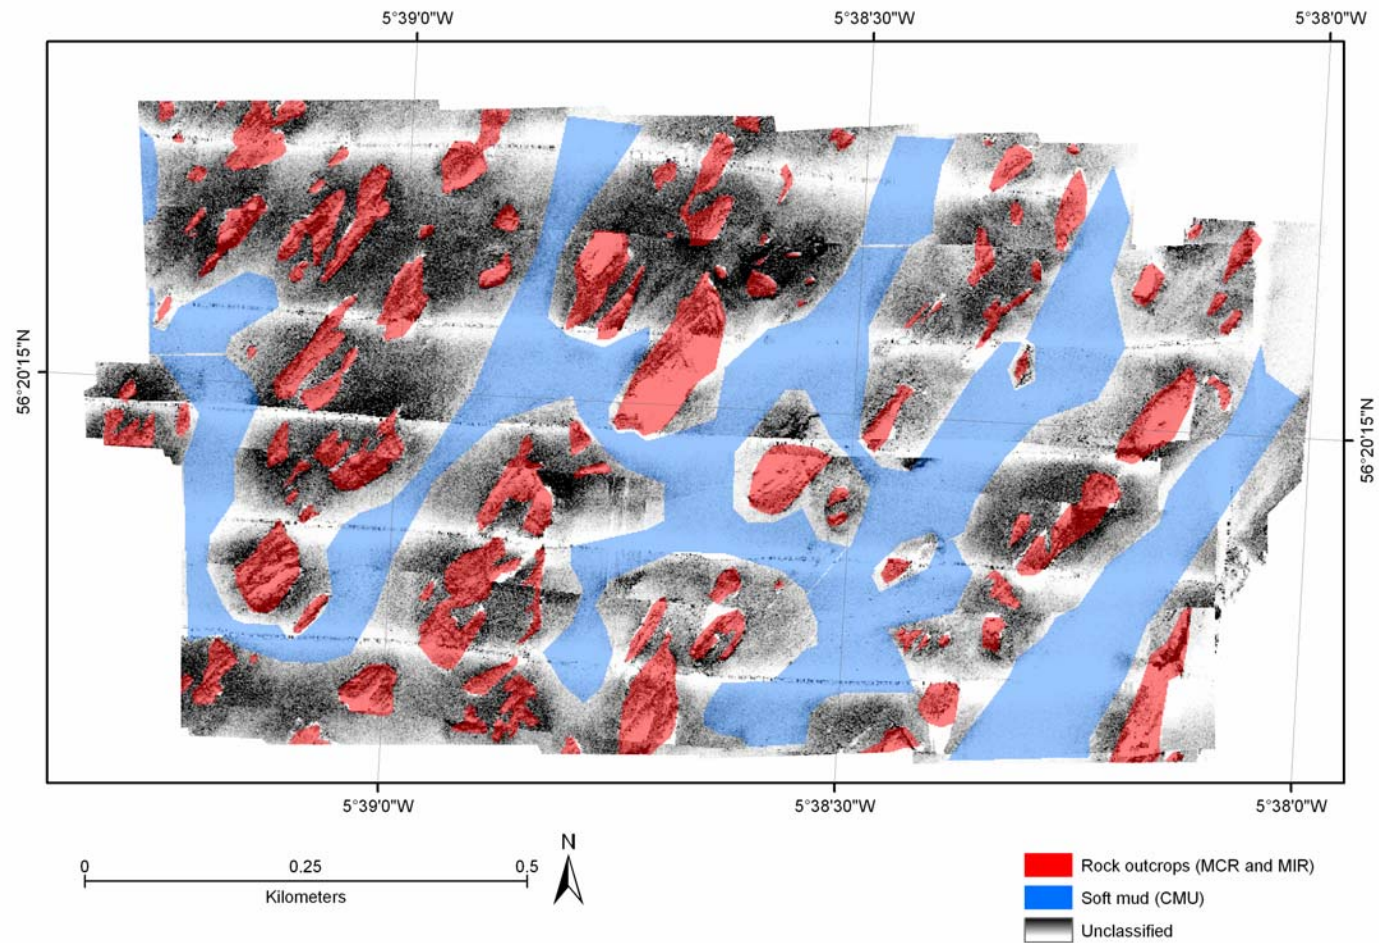 5°39'0"W 5°38'30"W 5°38'0"W
56°20'15"N
56°20'15"N
5°39'0"W 5°38'30"W 5°38'0"W
N
0 0.25 0.5
Kilometers
Rock outcrops (MCR and MIR)
Soft mud (CMU)
Unclassified